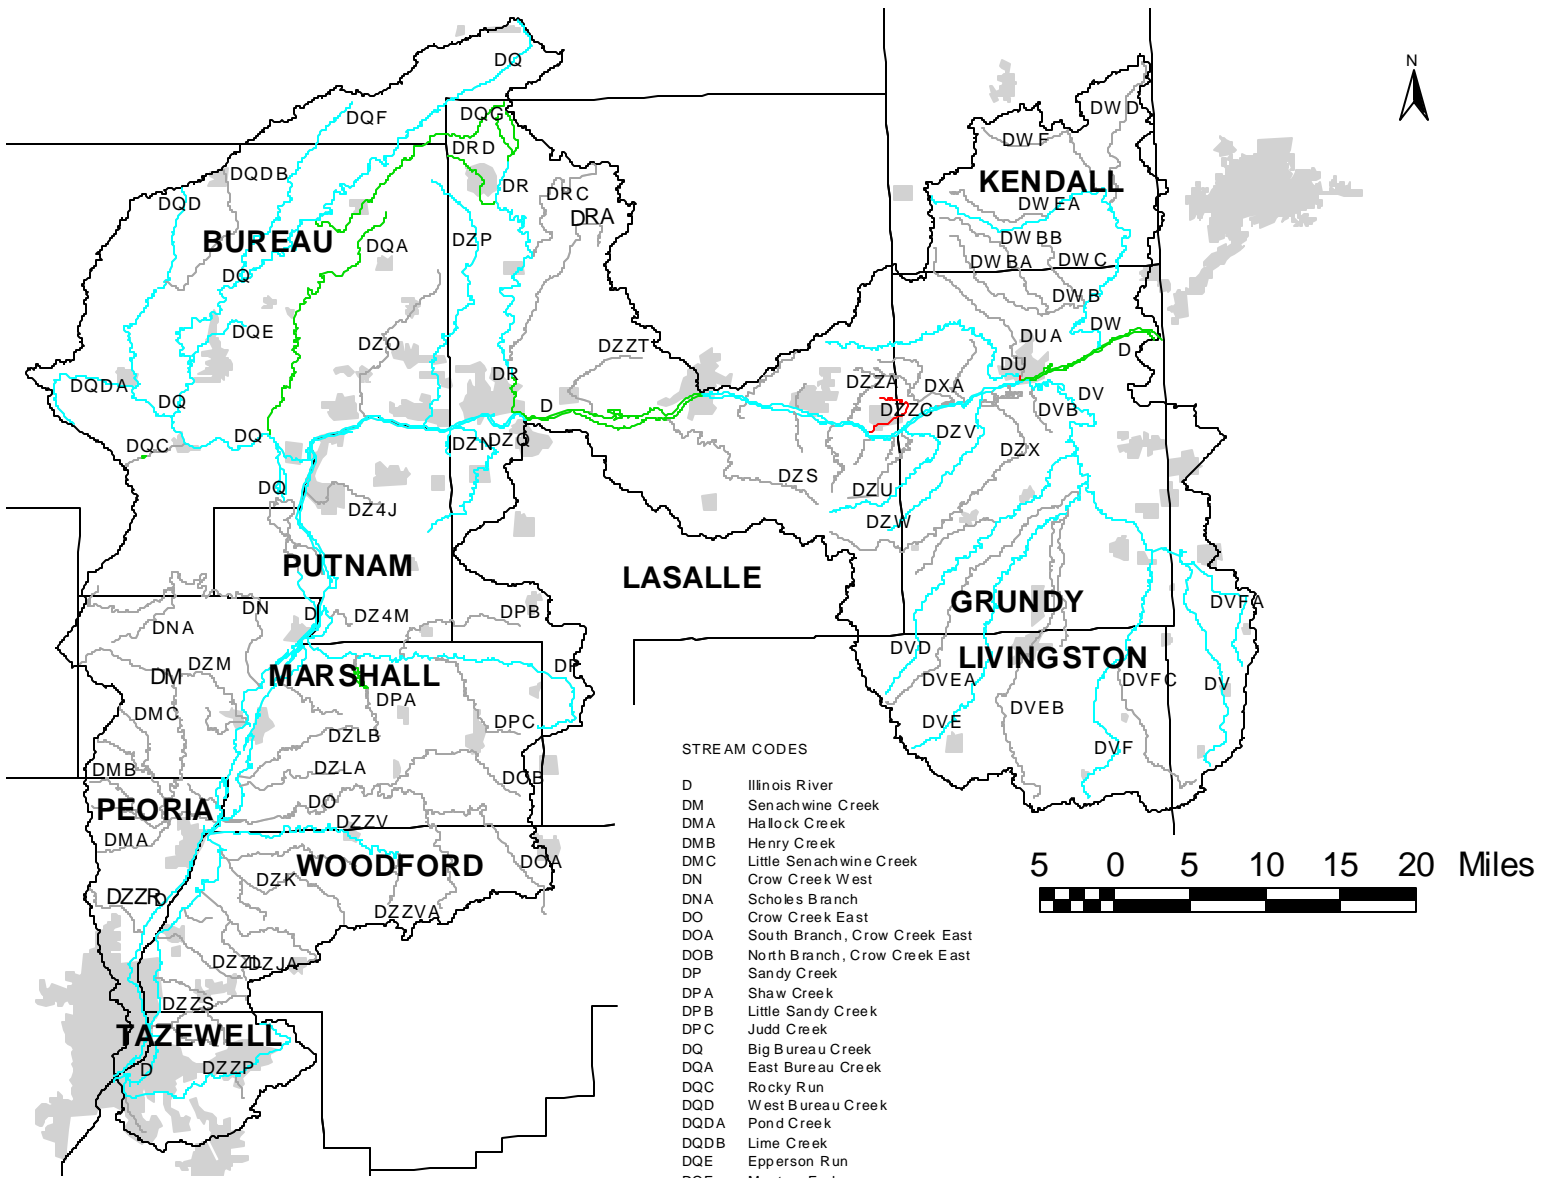 N
DQ
DQF
DQG
DWD
DWF
DRD
DQDB
DR
DRC
KENDALL
DQD
DWEA
DRA
BUREAU
DQA
DZP
DWBB
DWBA
DWC
DQ
DWB
DQE
DW
DUA
DZO
DZZT
D
DU
DQDA
DR
DZZA
DXA
DV
DQ
D
DZZC
DVB
DQ
DZN
DZQ
DZV
DQC
DZX
DZS
DQ
DZU
DZ4J
DZW
PUTNAM
LASALLE
GRUNDY
DN
D
DZ4M
DPB
DVFA
DNA
DVD
LIVINGSTON
DZM
DP
DM
MARSHALL
DVEA
DVFC
DV
DPA
DMC
DPC
DVE
DVEB
DZLB
DVF
DMB
DZLA
DOB
PEORIA
DO
DZZV
DMA
WOODFORD
DOA
DZK
DZZR
D
DZZVA
DZZL
DZJA
DZZS
TAZEWELL
D
DZZP
5 0 5 10 15 20 Miles
STREAM CODES
D Illinois River
DM Senachwine Creek
DMA Hallock Creek
DMB Henry Creek
DMC Little Senachwine Creek
DN Crow Creek West
DNA Scholes Branch
DO Crow Creek East
DOA South Branch, Crow Creek East
DOB North Branch, Crow Creek East
DP Sandy Creek
DPA Shaw Creek
DPB Little Sandy Creek
DPC Judd Creek
DQ Big Bureau Creek
DQA East Bureau Creek
DQC Rocky Run
DQD West Bureau Creek
DQDA Pond Creek
DQDB Lime Creek
DQE Epperson Run